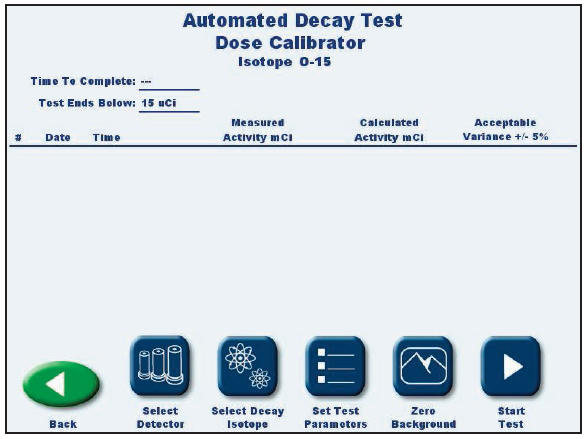 Automated Decay Test
Dose Calibrator
Isotope O-15
Time To Complete: ---
Test Ends Below: 15 uCi
# Date Time Measured Activity mCi Calculated Activity mCi Acceptable Variance +/- 5%
Back
Select Detector
Select Decay Isotope
Set Test Parameters
Zero Background
Start Test